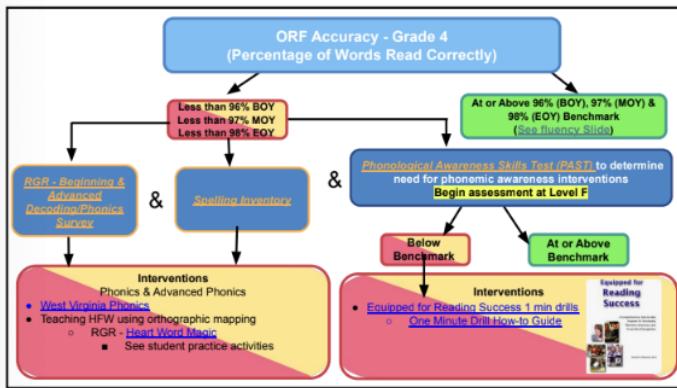 ORF Accuracy - Grade 4
(Percentage of Words Read Correctly)
Less than 96% BOY
Less than 97% MOY
Less than 98% EOY
At or Above 96% (BOY), 97% (MOY) &
98% (EOY) Benchmark
(See fluency Slide)
RGR - Beginning &
Advanced
Decoding/Phonics
Survey
&
Spelling Inventory
&
Phonological Awareness Skills Test (PAST) to determine
need for phonemic awareness interventions
Begin assessment at Level F
Below
Benchmark
At or Above
Benchmark
Interventions
Phonics & Advanced Phonics
● West Virginia Phonics
● Teaching HFW using orthographic mapping
○ RGR - Heart Word Magic
■ See student practice activities
Interventions
● Equipped for Reading Success 1 min drills
○ One Minute Drill How-to Guide
Equipped for
Reading
Success